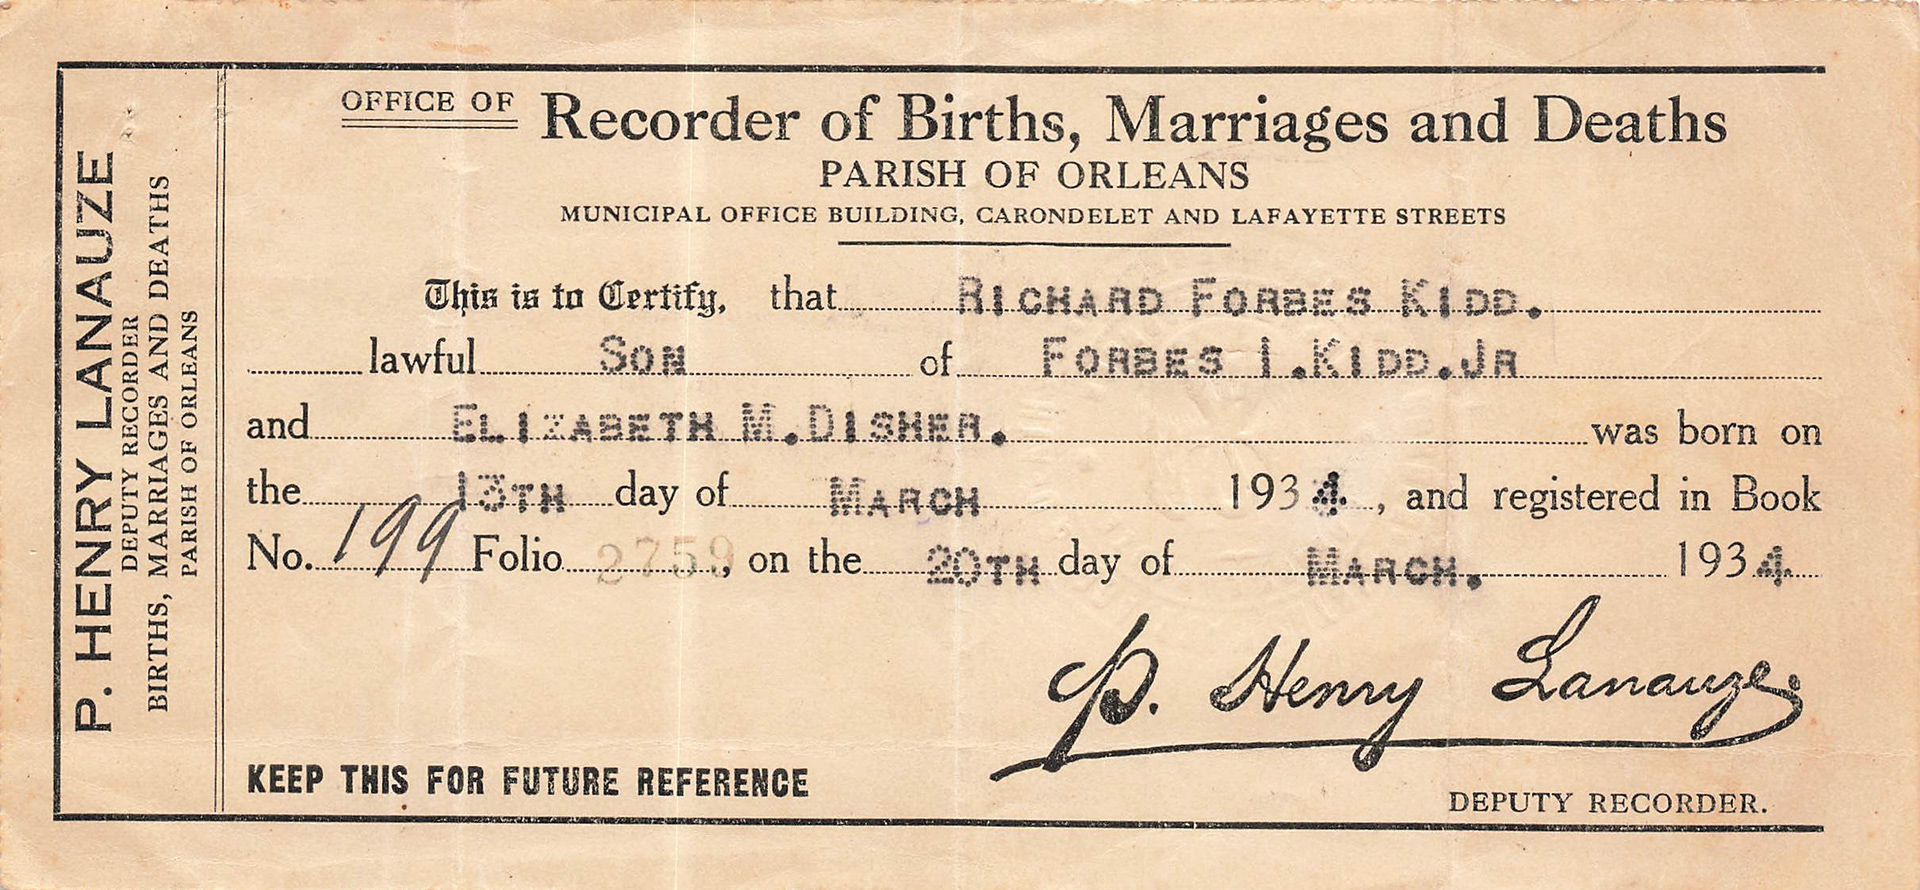 P. HENRY LANAUZE
DEPUTY RECORDER
BIRTHS, MARRIAGES AND DEATHS
PARISH OF ORLEANS
OFFICE OF Recorder of Births, Marriages and Deaths
PARISH OF ORLEANS
MUNICIPAL OFFICE BUILDING, CARONDELET AND LAFAYETTE STREETS
This is to Certify, that RICHARD FORBES KIDD.
lawful SON of FORBES I.KIDD.JR
and ELIZABETH M.DISHER. was born on
the 13TH day of MARCH 1934, and registered in Book
No. 199 Folio 2759, on the 20TH day of MARCH. 1934
P. Henry Lanauze
KEEP THIS FOR FUTURE REFERENCE
DEPUTY RECORDER.